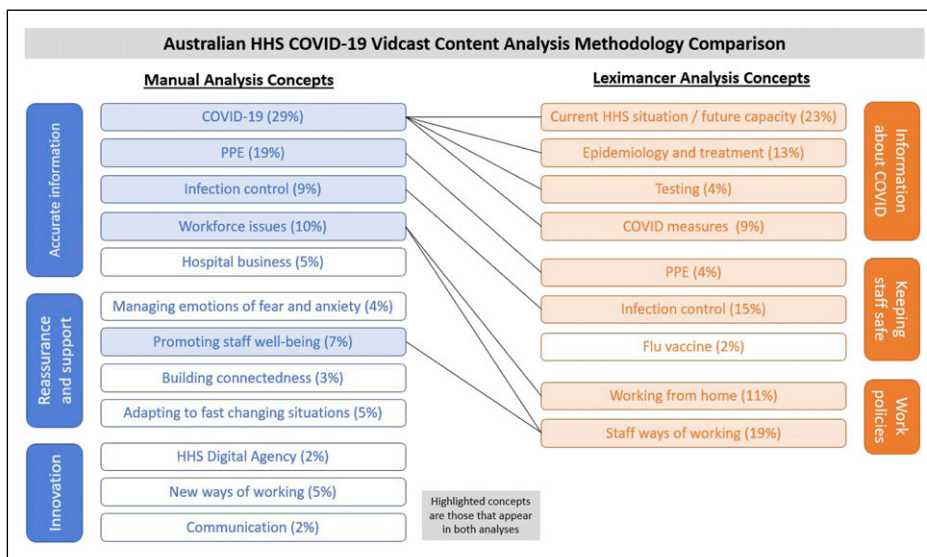 Australian HHS COVID-19 Vidcast Content Analysis Methodology Comparison
Manual Analysis Concepts
Accurate information
COVID-19 (29%)
PPE (19%)
Infection control (9%)
Workforce issues (10%)
Hospital business (5%)
Reassurance
and support
Managing emotions of fear and anxiety (4%)
Promoting staff well-being (7%)
Building connectedness (3%)
Adapting to fast changing situations (5%)
Innovation
HHS Digital Agency (2%)
New ways of working (5%)
Communication (2%)
Leximancer Analysis Concepts
Current HHS situation / future capacity (23%)
Epidemiology and treatment (13%)
Testing (4%)
COVID measures (9%)
Information
about COVID
PPE (4%)
Infection control (15%)
Flu vaccine (2%)
Keeping
staff safe
Working from home (11%)
Staff ways of working (19%)
Work
policies
Highlighted concepts
are those that appear
in both analyses